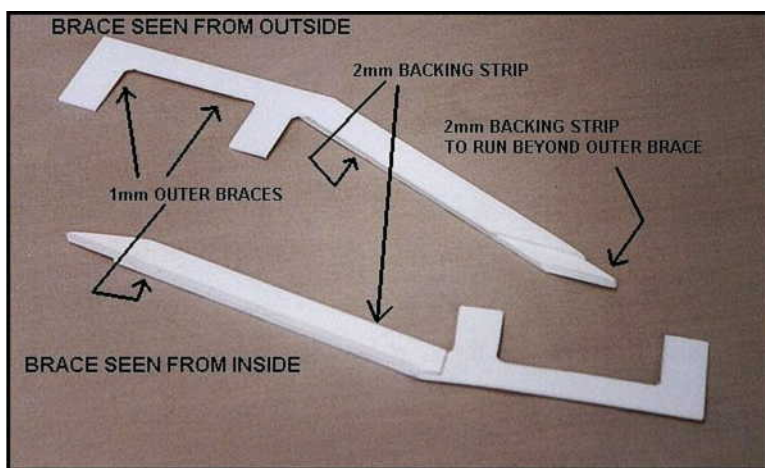 BRACE SEEN FROM OUTSIDE
2mm BACKING STRIP
2mm BACKING STRIP
TO RUN BEYOND OUTER BRACE
1mm OUTER BRACES
BRACE SEEN FROM INSIDE